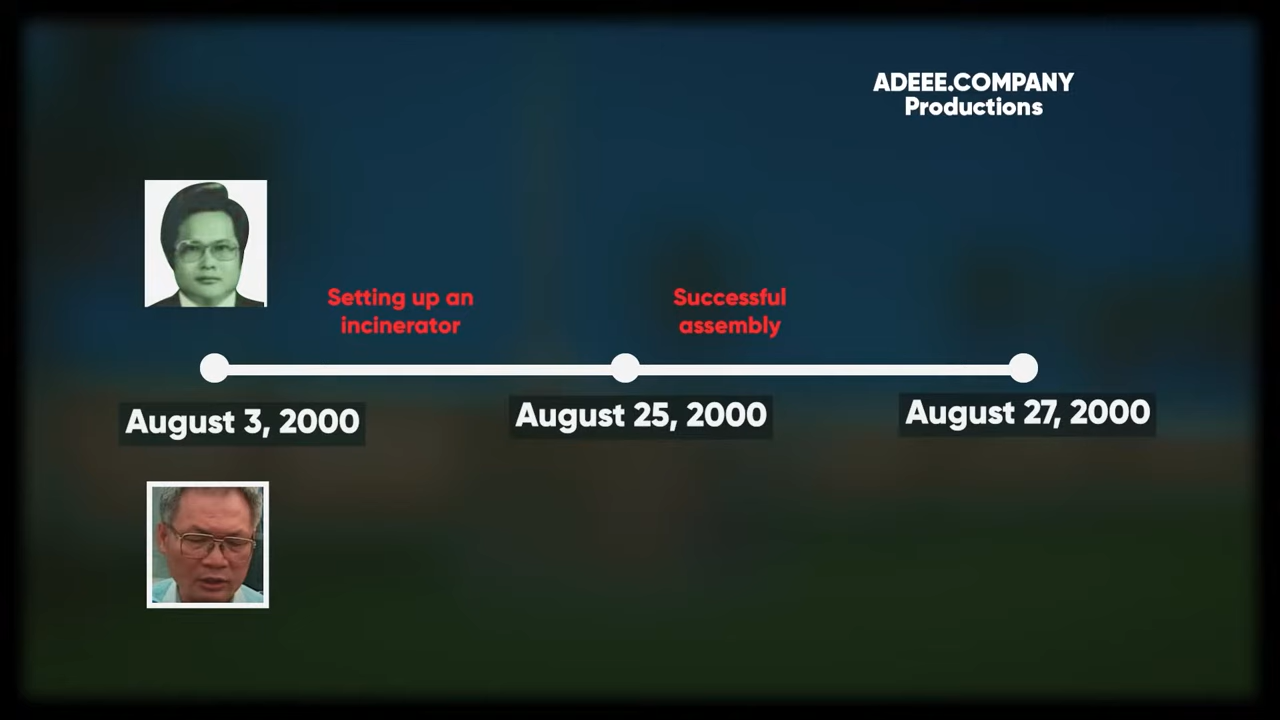 ADEEE.COMPANY
Productions
Setting up an
incinerator
Successful
assembly
August 3, 2000
August 25, 2000
August 27, 2000